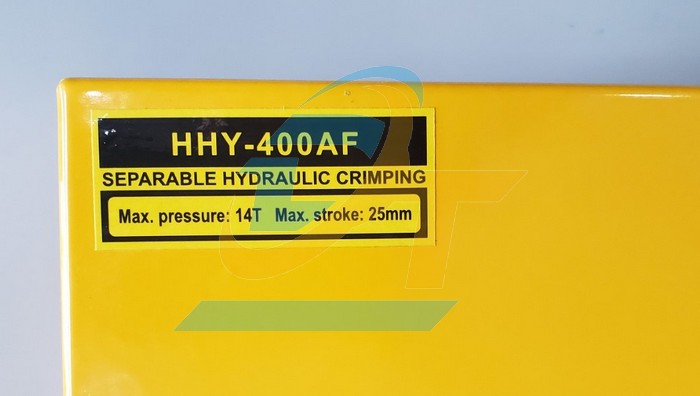 HHY-400AF
SEPARABLE HYDRAULIC CRIMPING
Max. pressure: 14T Max. stroke: 25mm